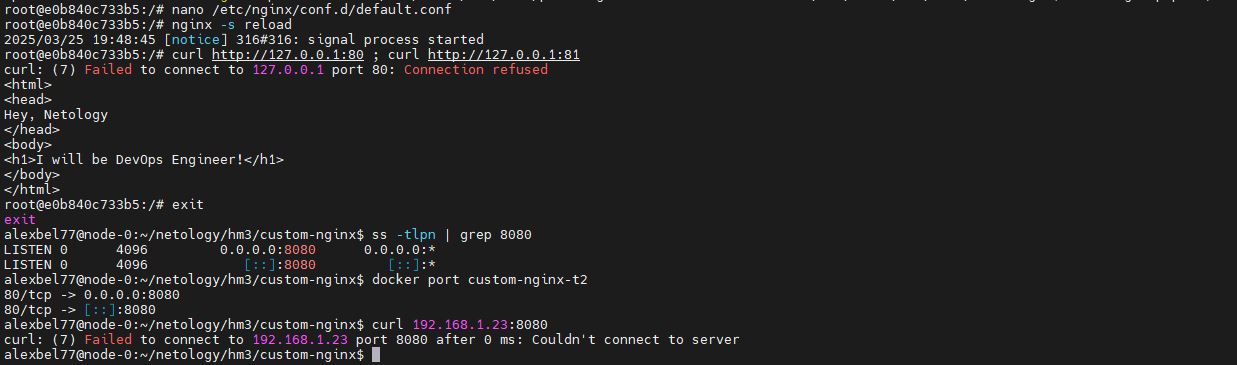 root@e0b840c733b5:/# nano /etc/nginx/conf.d/default.conf
root@e0b840c733b5:/# nginx -s reload
2025/03/25 19:48:45 [notice] 316#316: signal process started
root@e0b840c733b5:/# curl http://127.0.0.1:80 ; curl http://127.0.0.1:81
curl: (7) Failed to connect to 127.0.0.1 port 80: Connection refused
<html>
<head>
Hey, Netology
</head>
<body>
<h1>I will be DevOps Engineer!</h1>
</body>
</html>
root@e0b840c733b5:/# exit
exit
alexbel77@node-0:~/netology/hm3/custom-nginx$ ss -tlpn | grep 8080
LISTEN 0      4096         0.0.0.0:8080      0.0.0.0:*
LISTEN 0      4096            [::]:8080         [::]:*
alexbel77@node-0:~/netology/hm3/custom-nginx$ docker port custom-nginx-t2
80/tcp -> 0.0.0.0:8080
80/tcp -> [::]:8080
alexbel77@node-0:~/netology/hm3/custom-nginx$ curl 192.168.1.23:8080
curl: (7) Failed to connect to 192.168.1.23 port 8080 after 0 ms: Couldn't connect to server
alexbel77@node-0:~/netology/hm3/custom-nginx$